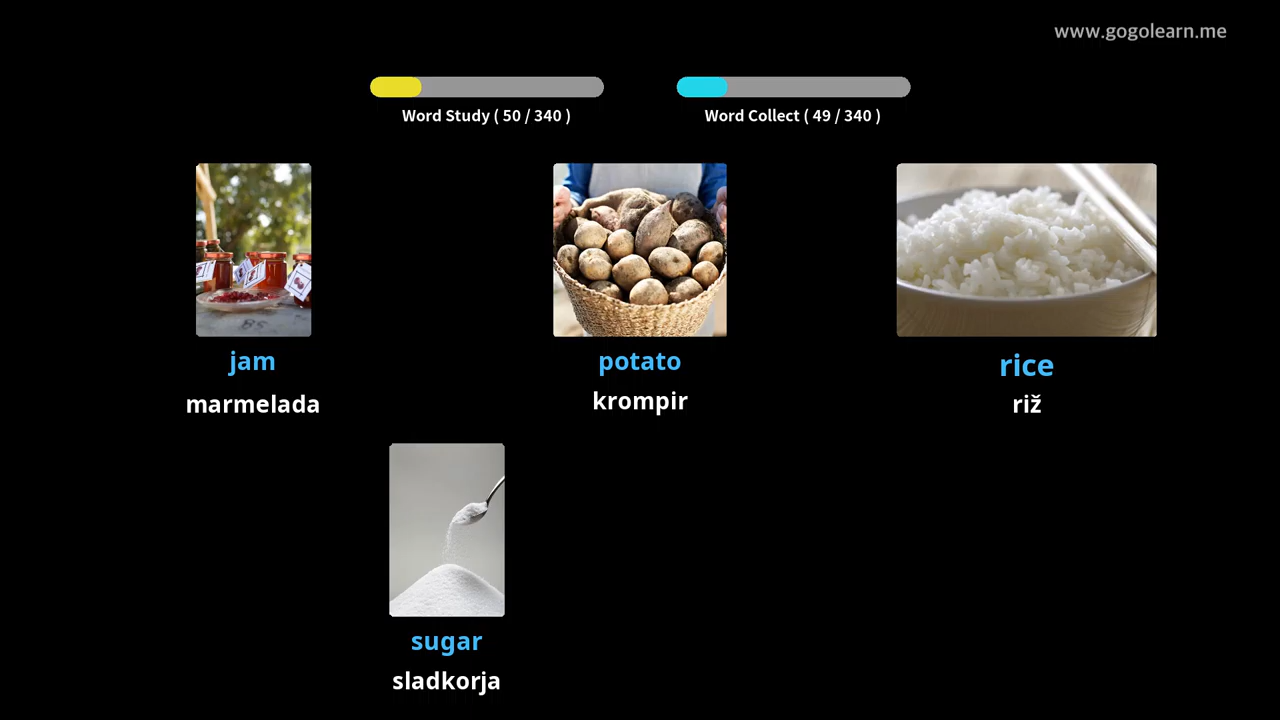 www.gogolearn.me
Word Study ( 50 / 340 )
Word Collect ( 49 / 340 )
jam
potato
rice
marmelada
krompir
riž
sugar
sladkorja